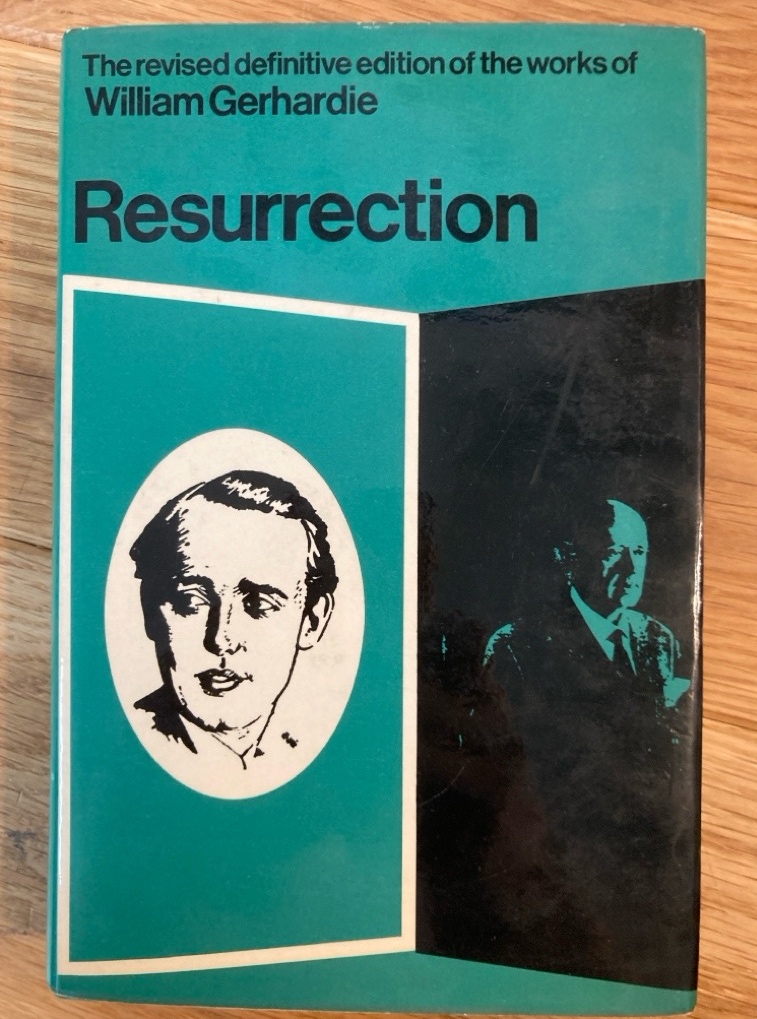 The revised definitive edition of the works of
William Gerhardie
Resurrection